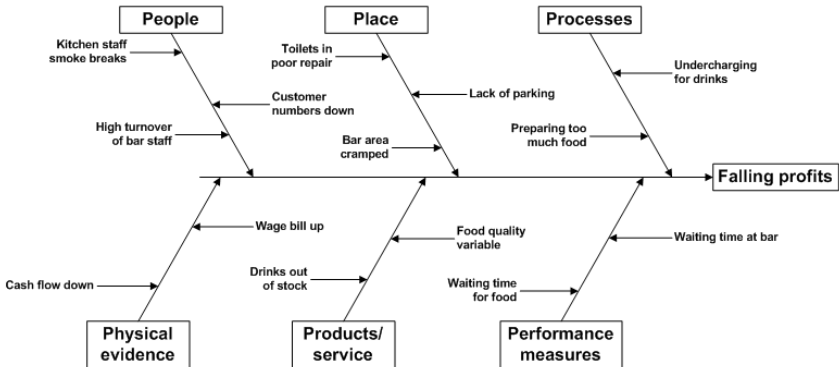 People
Place
Processes
Kitchen staff
smoke breaks
Toilets in
poor repair
Undercharging
for drinks
Customer
numbers down
Lack of parking
High turnover
of bar staff
Bar area
cramped
Preparing too
much food
Falling profits
Wage bill up
Food quality
variable
Waiting time at bar
Cash flow down
Drinks out
of stock
Waiting time
for food
Physical
evidence
Products/
service
Performance
measures